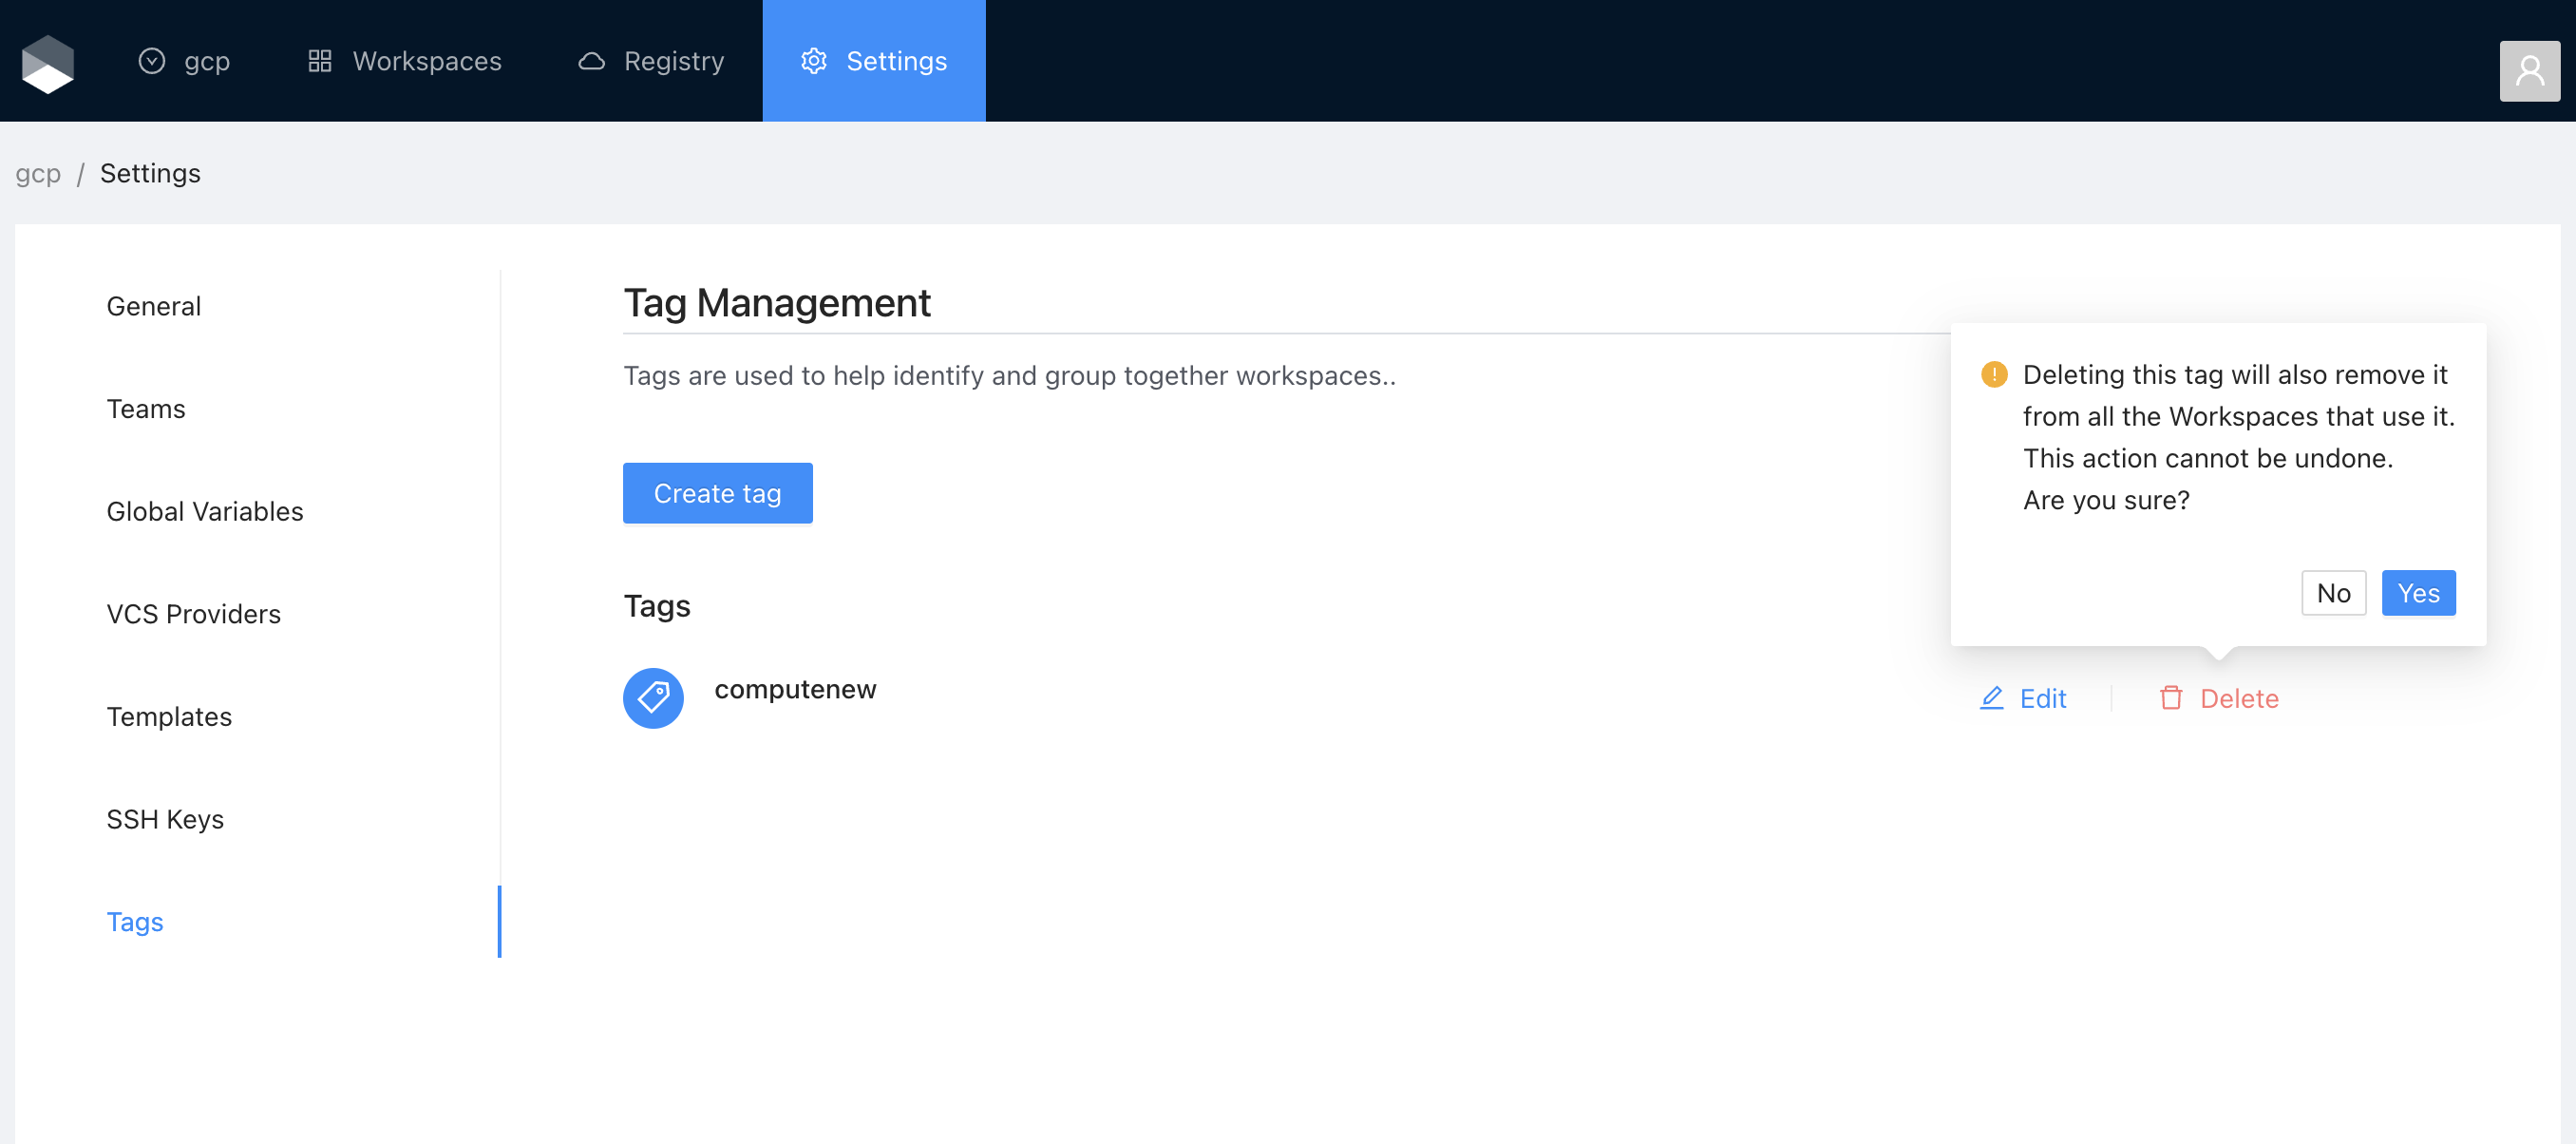 gcp
Workspaces
Registry
Settings
gcp / Settings
General
Teams
Global Variables
VCS Providers
Templates
SSH Keys
Tags
Tag Management
Tags are used to help identify and group together workspaces..
Create tag
Tags
computenew
Deleting this tag will also remove it
from all the Workspaces that use it.
This action cannot be undone.
Are you sure?
No
Yes
Edit
Delete